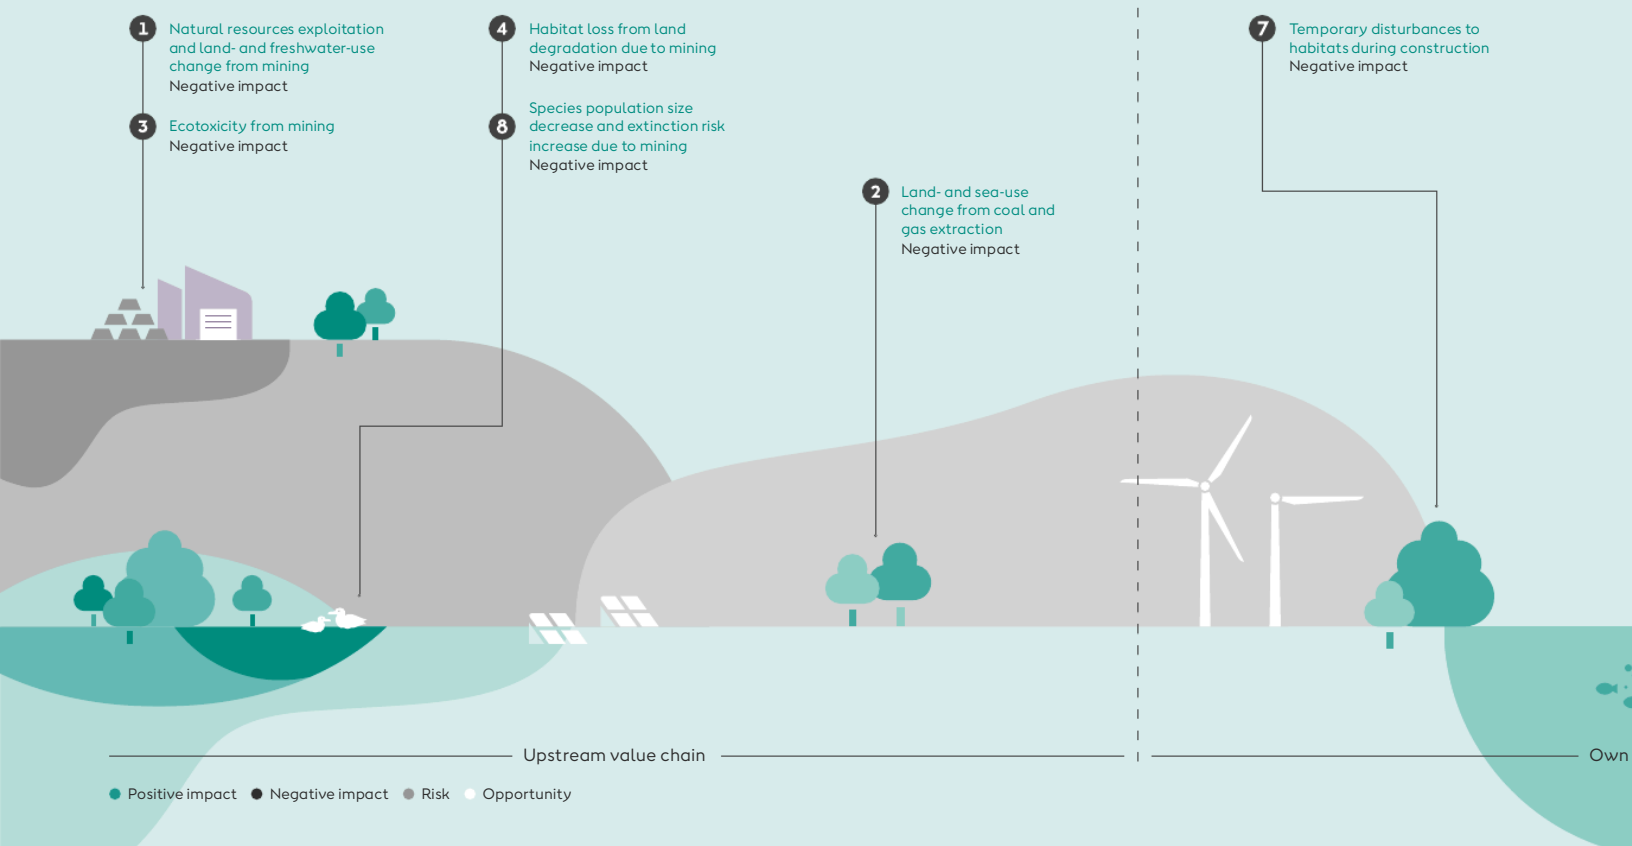 1
Natural resources exploitation
and land- and freshwater-use
change from mining
Negative impact
3
Ecotoxicity from mining
Negative impact
4
Habitat loss from land
degradation due to mining
Negative impact
8
Species population size
decrease and extinction risk
increase due to mining
Negative impact
2
Land- and sea-use
change from coal and
gas extraction
Negative impact
7
Temporary disturbances to
habitats during construction
Negative impact
Upstream value chain
Own
Positive impact
Negative impact
Risk
Opportunity